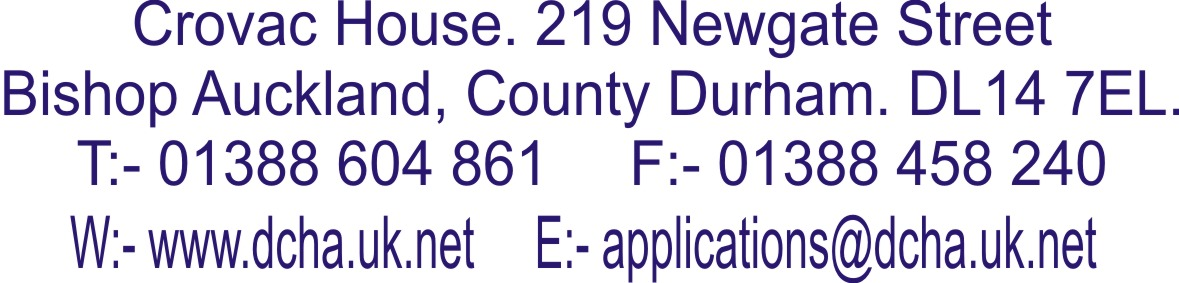 Crovac House. 219 Newgate Street
Bishop Auckland, County Durham. DL14 7EL.
T:- 01388 604 861 F:- 01388 458 240
W:- www.dcha.uk.net E:- applications@dcha.uk.net